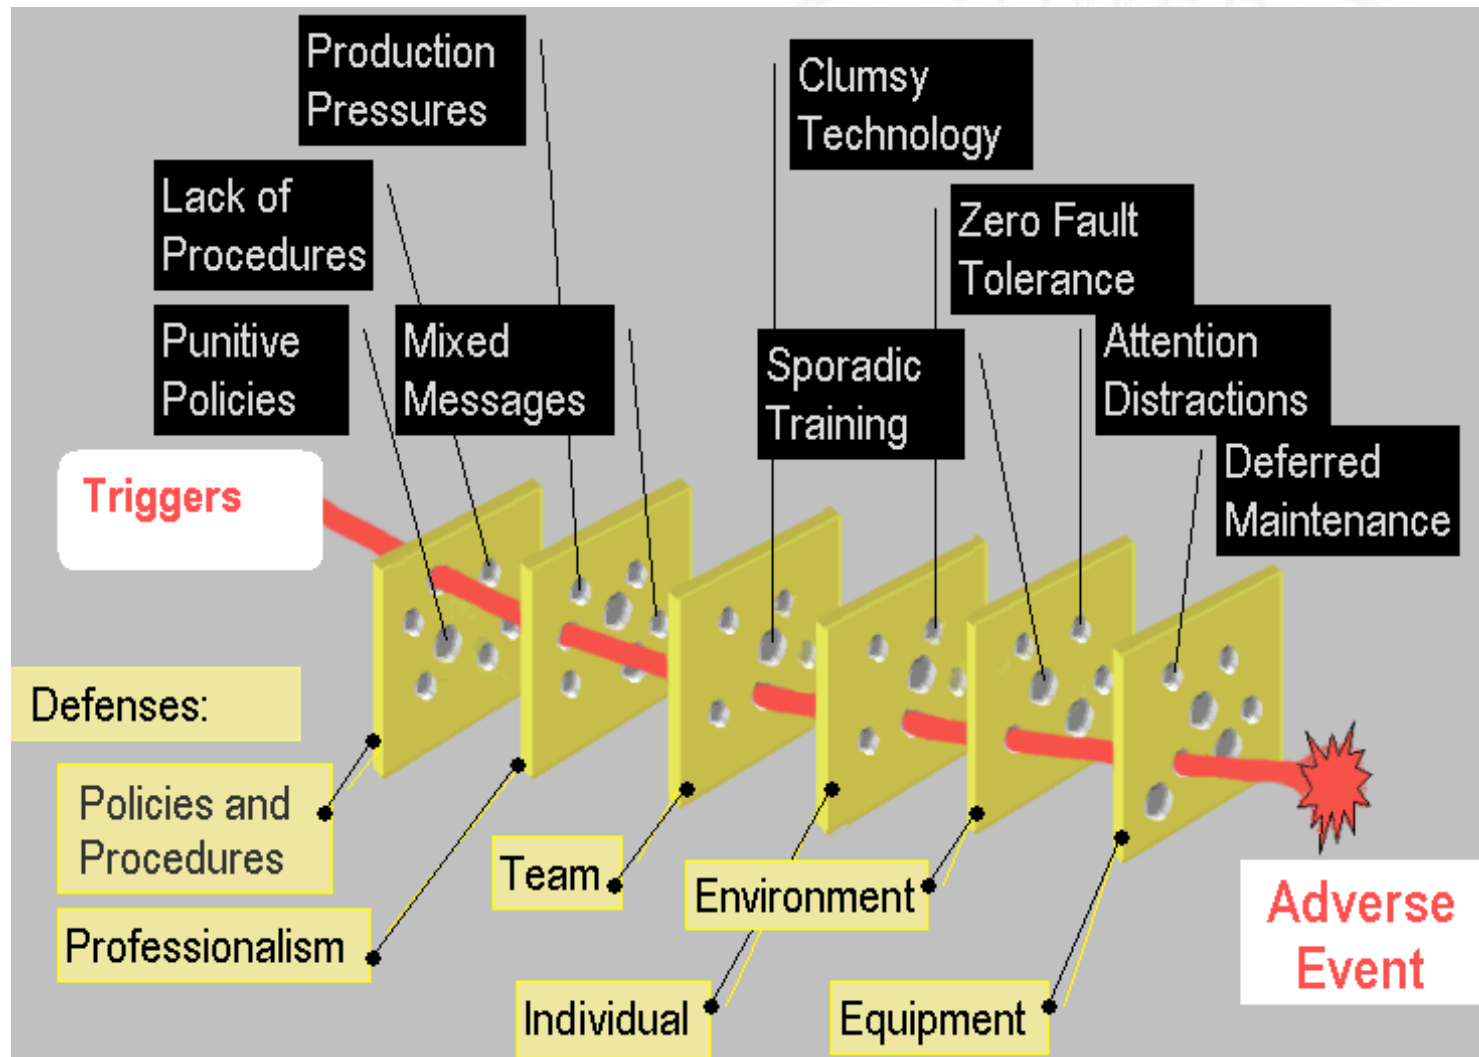 Production
Pressures
Clumsy
Technology
Lack of
Procedures
Zero Fault
Tolerance
Punitive
Policies
Mixed
Messages
Sporadic
Training
Attention
Distractions
Deferred
Maintenance
Triggers
Defenses:
Policies and
Procedures
Professionalism
Team
Environment
Individual
Equipment
Adverse
Event